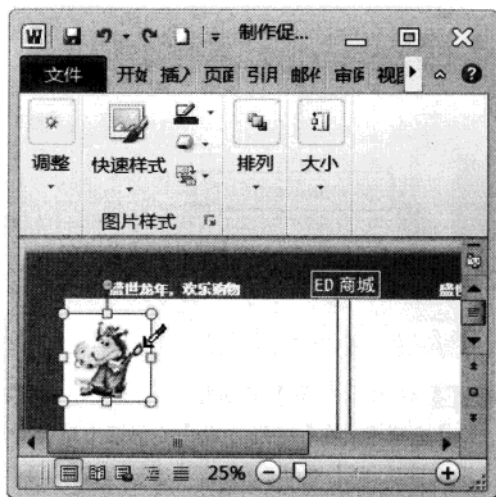 W 制作促...
文件 开始 插入 页面 引用 邮件 审阅 视图
调整 快速样式 排列 大小
图片样式
盛世龙年，欢乐购物 ED 商城 盛世
25%